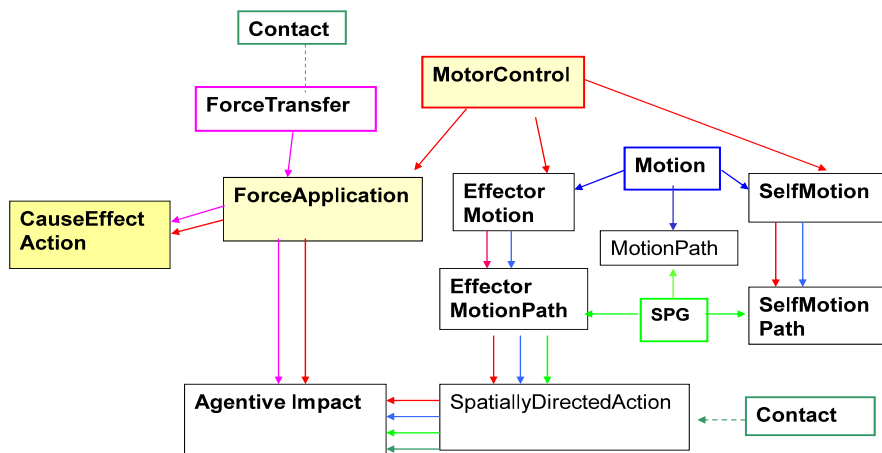 Contact
MotorControl
ForceTransfer
Motion
ForceApplication
Effector
Motion
SelfMotion
CauseEffect
Action
MotionPath
Effector
MotionPath
SPG
SelfMotion
Path
Agentive Impact
SpatiallyDirectedAction
Contact